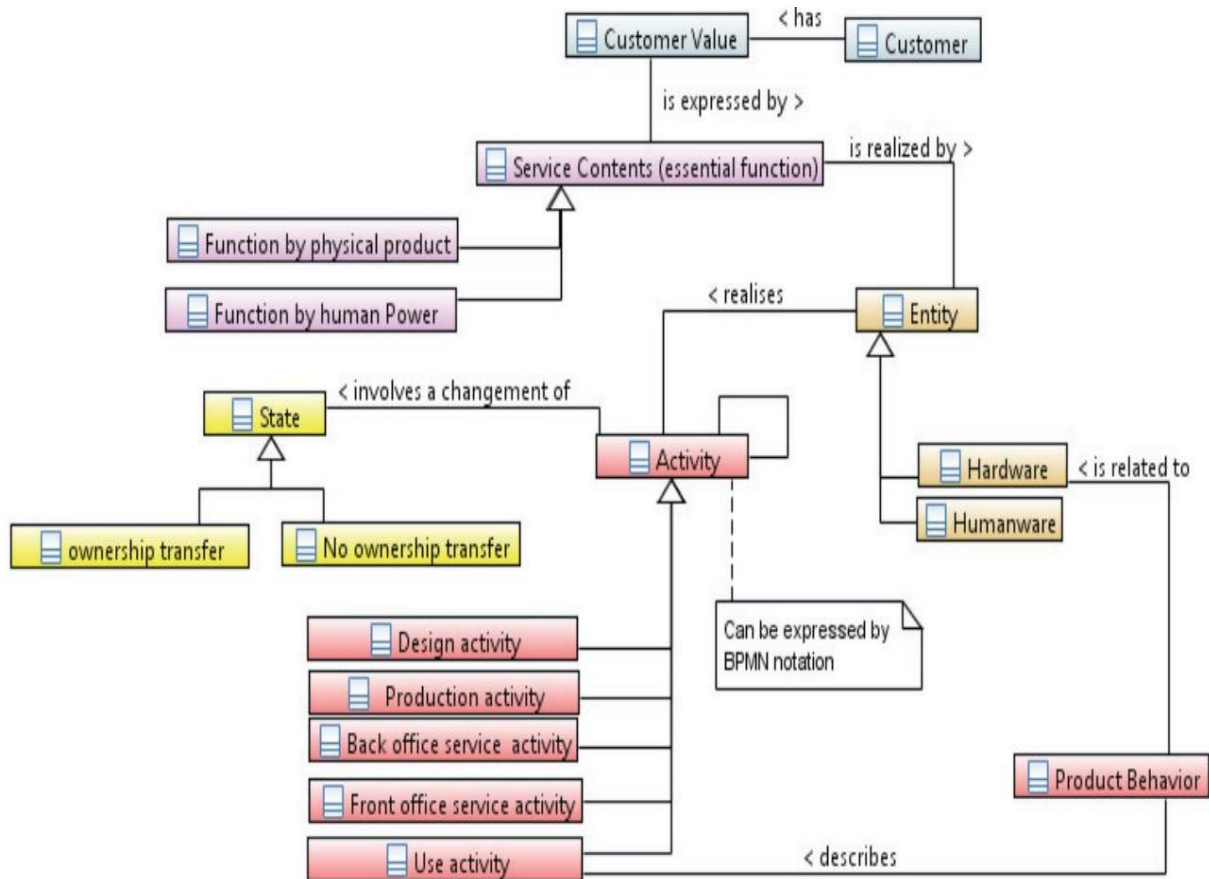 Customer Value
< has
Customer
is expressed by >
Service Contents (essential function)
is realized by >
Function by physical product
Function by human Power
< realises
Entity
State
< involves a changement of
Activity
Hardware
< is related to
Humanware
ownership transfer
No ownership transfer
Can be expressed by
BPMN notation
Design activity
Production activity
Back office service activity
Front office service activity
Use activity
Product Behavior
< describes